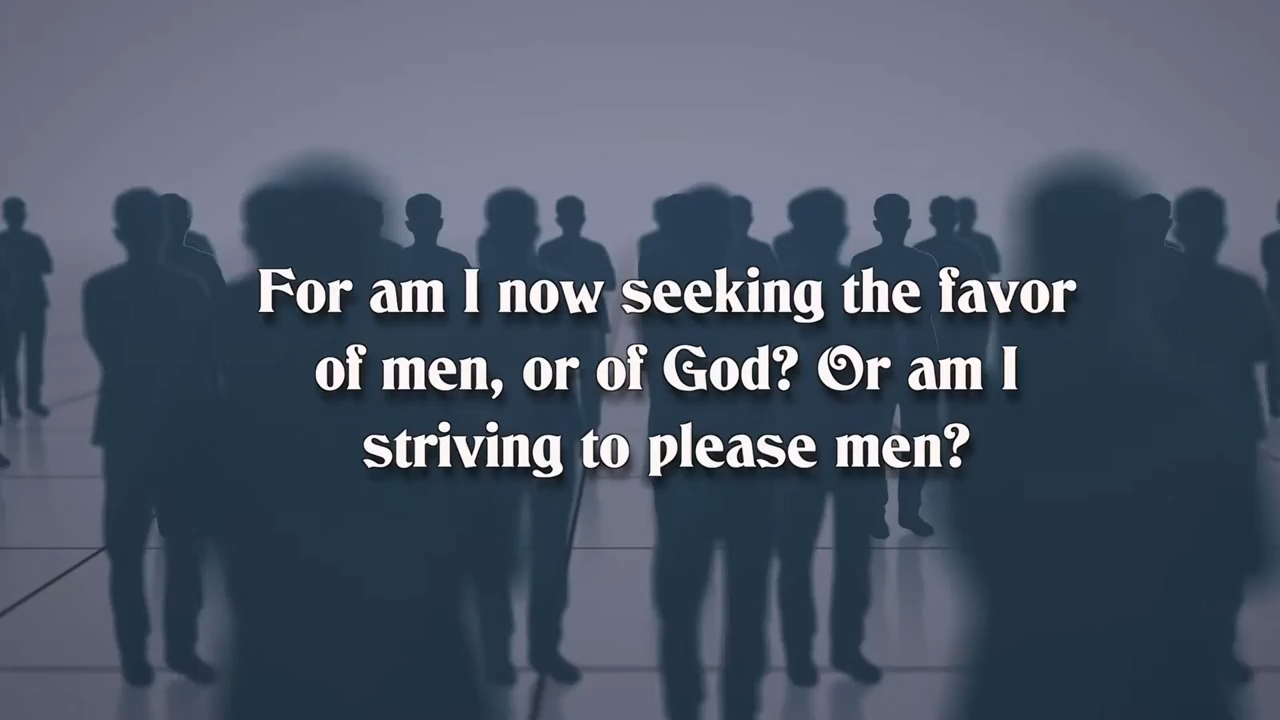 For am I now seeking the favor
of men, or of God? Or am I
striving to please men?